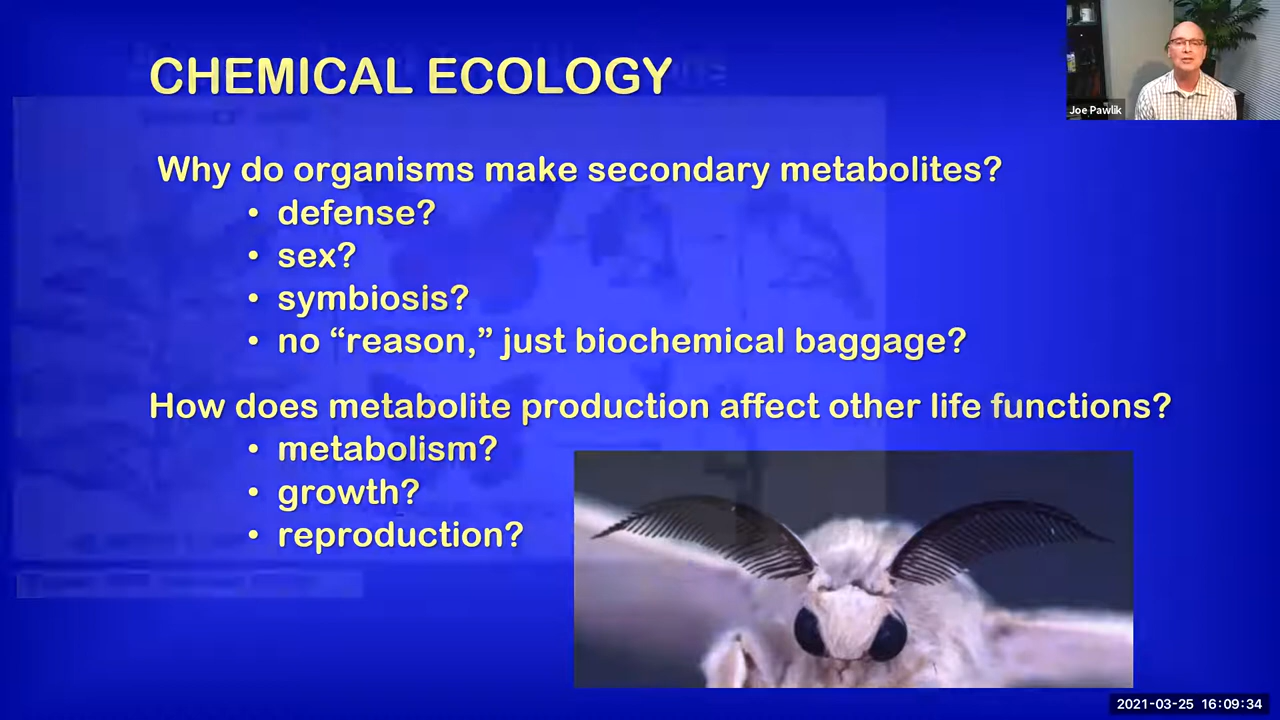 CHEMICAL ECOLOGY
Joe Pawlik
Why do organisms make secondary metabolites?
• defense?
• sex?
• symbiosis?
• no “reason,” just biochemical baggage?
How does metabolite production affect other life functions?
• metabolism?
• growth?
• reproduction?
2021-03-25 16:09:34